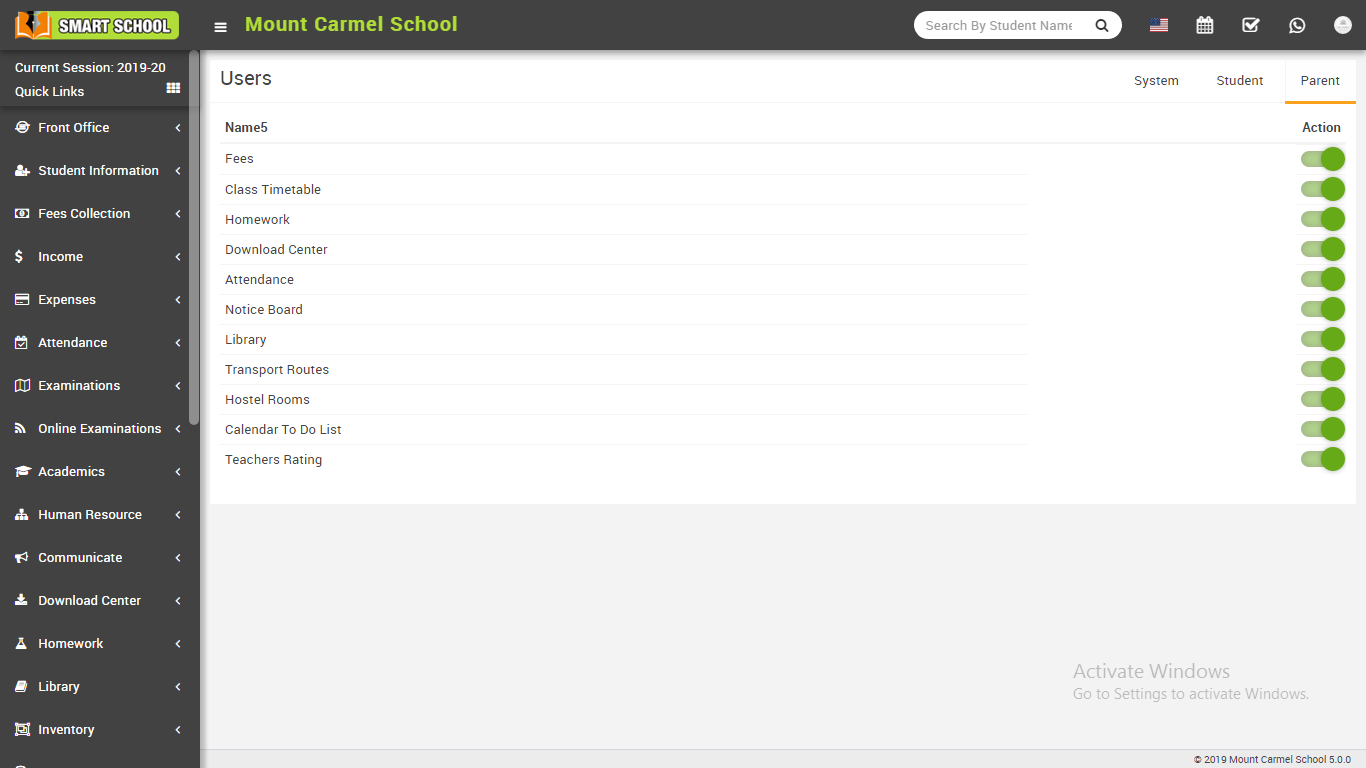 SMART SCHOOL
Mount Carmel School
Search By Student Name
Current Session: 2019-20
Quick Links
Front Office
Student Information
Fees Collection
Income
Expenses
Attendance
Examinations
Online Examinations
Academics
Human Resource
Communicate
Download Center
Homework
Library
Inventory
Users
System Student Parent
Name5 Action
Fees
Class Timetable
Homework
Download Center
Attendance
Notice Board
Library
Transport Routes
Hostel Rooms
Calendar To Do List
Teachers Rating
Activate Windows
Go to Settings to activate Windows.
© 2019 Mount Carmel School 5.0.0